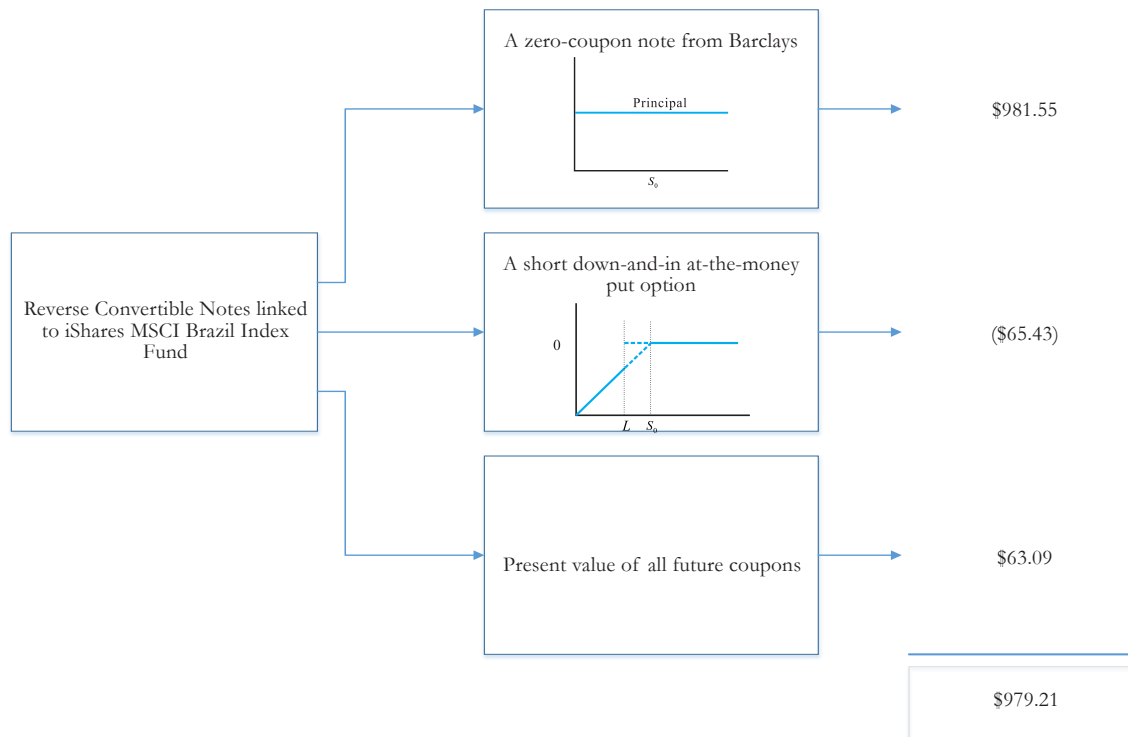 A zero-coupon note from Barclays
Principal
S₀
$981.55
Reverse Convertible Notes linked
to iShares MSCI Brazil Index
Fund
A short down-and-in at-the-money
put option
0
L S₀
($65.43)
Present value of all future coupons
$63.09
$979.21